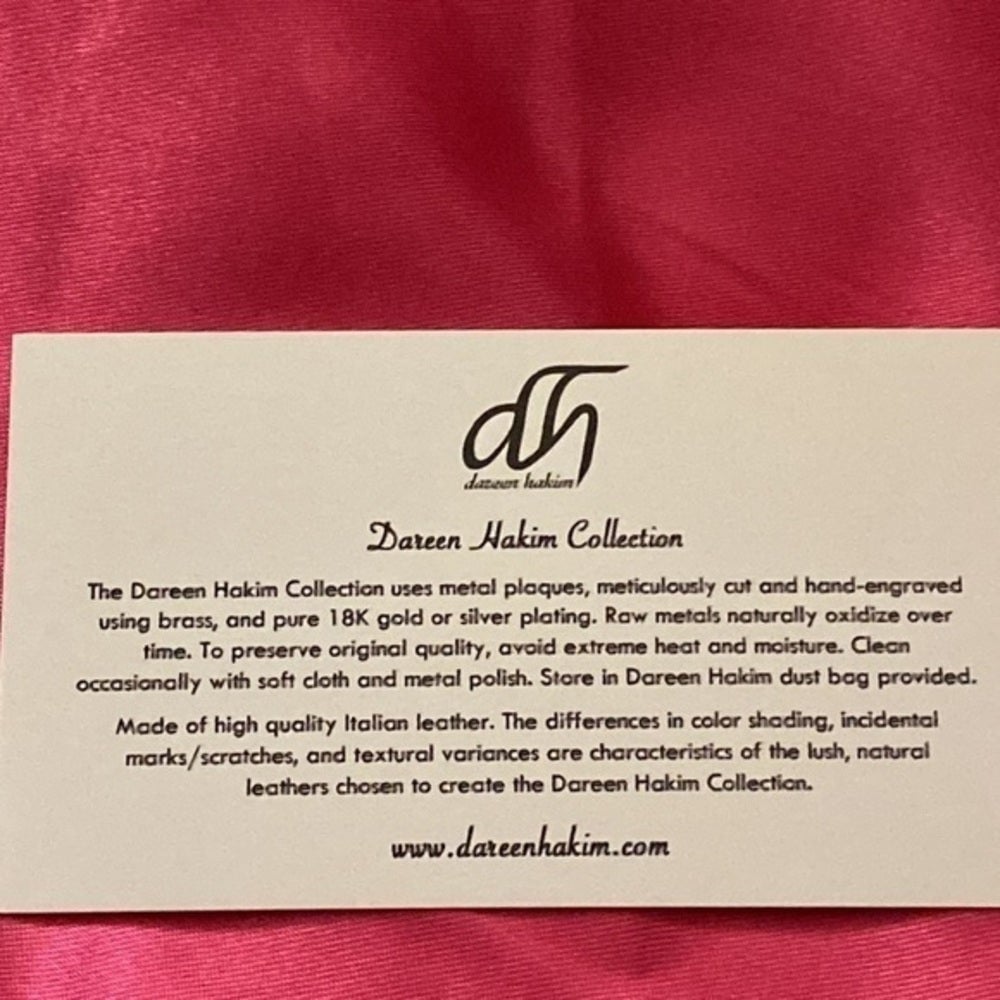 dh
dareen hakim
Dareen Hakim Collection
The Dareen Hakim Collection uses metal plaques, meticulously cut and hand-engraved
using brass, and pure 18K gold or silver plating. Raw metals naturally oxidize over
time. To preserve original quality, avoid extreme heat and moisture. Clean
occasionally with soft cloth and metal polish. Store in Dareen Hakim dust bag provided.
Made of high quality Italian leather. The differences in color shading, incidental
marks/scratches, and textural variances are characteristics of the lush, natural
leathers chosen to create the Dareen Hakim Collection.
www.dareenhakim.com